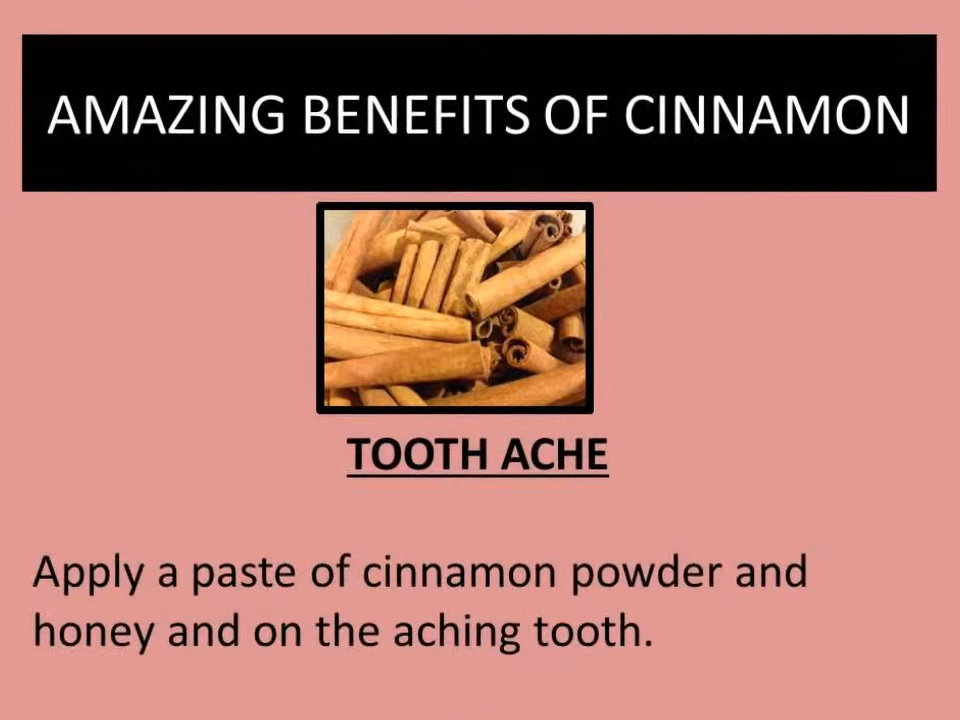 AMAZING BENEFITS OF CINNAMON
TOOTH ACHE
Apply a paste of cinnamon powder and
honey and on the aching tooth.